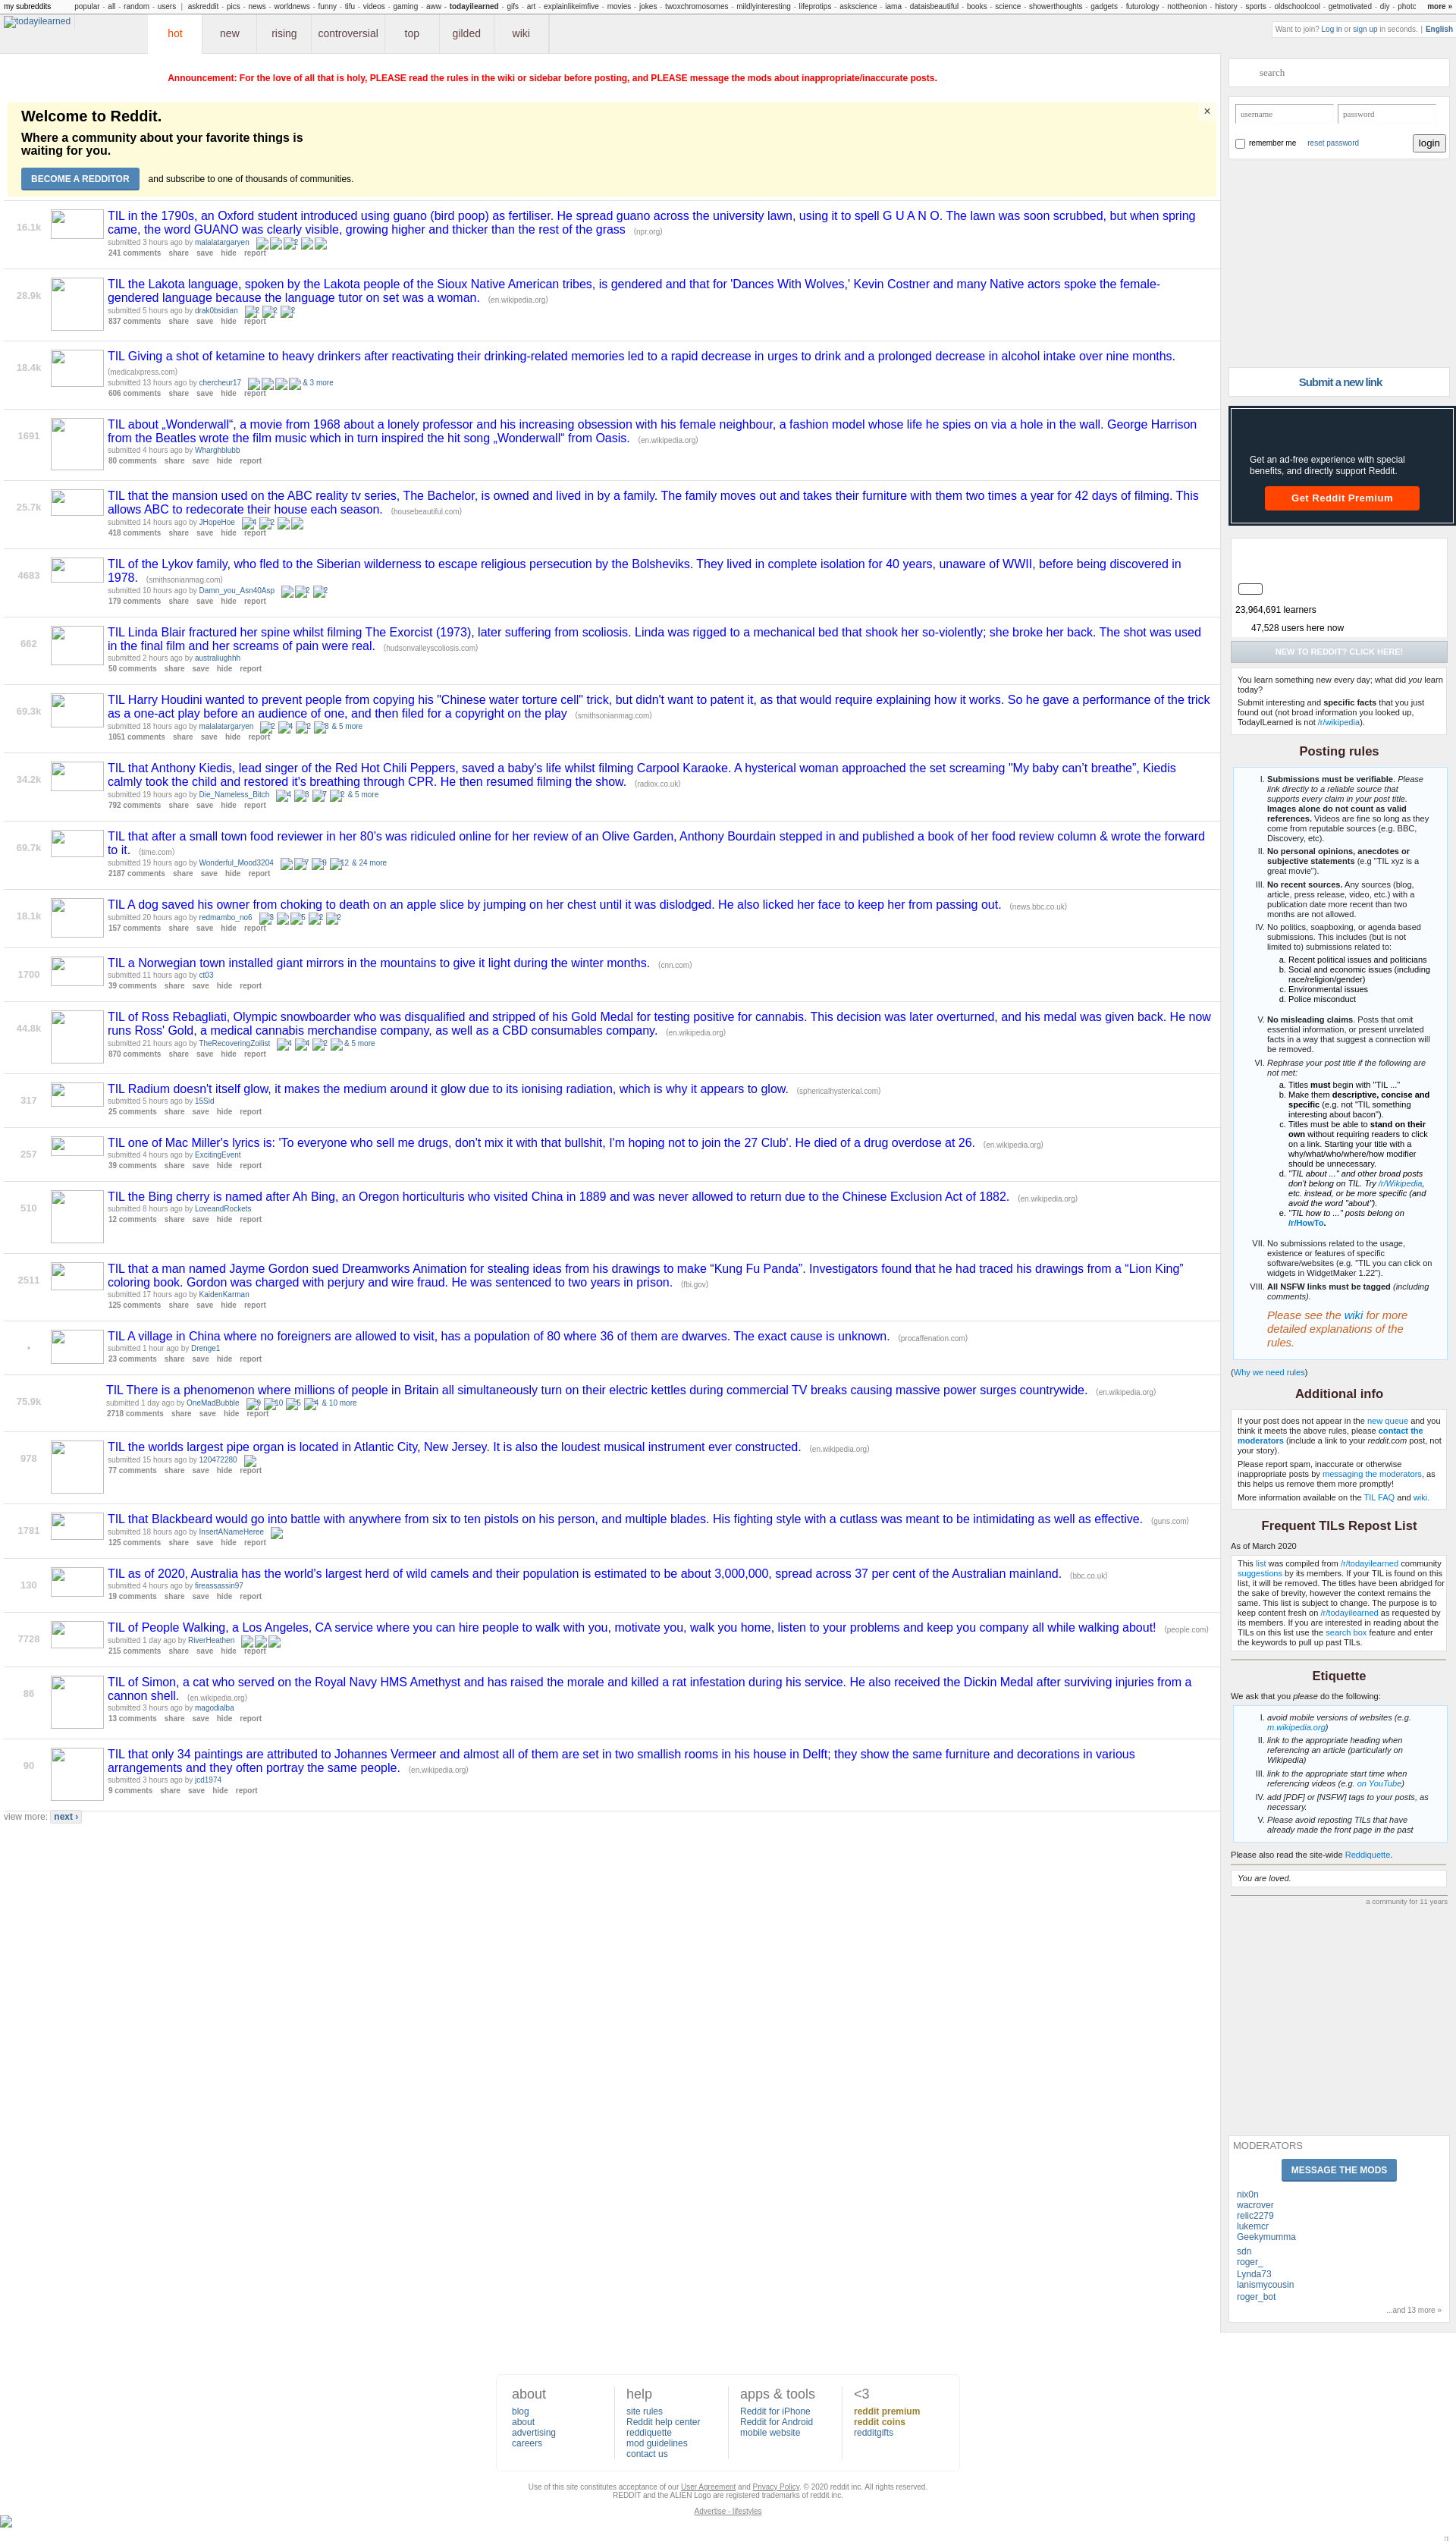 my subreddits popular - all - random - users | askreddit - pics - news - worldnews - funny - tifu - videos - gaming - aww - todayilearned - gifs - art - explainlikeimfive - movies - jokes - twoxchromosomes - mildlyinteresting - lifeprotips - askscience - iama - dataisbeautiful - books - science - showerthoughts - gadgets - futurology - nottheonion - history - sports - oldschoolcool - getmotivated - diy - photc more »
todayilearned hot new rising controversial top gilded wiki
Want to join? Log in or sign up in seconds. | English
Announcement: For the love of all that is holy, PLEASE read the rules in the wiki or sidebar before posting, and PLEASE message the mods about inappropriate/inaccurate posts.
Welcome to Reddit.
×
Where a community about your favorite things is
waiting for you.
BECOME A REDDITOR and subscribe to one of thousands of communities.
16.1k
TIL in the 1790s, an Oxford student introduced using guano (bird poop) as fertiliser. He spread guano across the university lawn, using it to spell G U A N O. The lawn was soon scrubbed, but when spring
came, the word GUANO was clearly visible, growing higher and thicker than the rest of the grass (npr.org)
submitted 3 hours ago by malalatargaryen 2
241 comments share save hide report
28.9k
TIL the Lakota language, spoken by the Lakota people of the Sioux Native American tribes, is gendered and that for 'Dances With Wolves,' Kevin Costner and many Native actors spoke the female-
gendered language because the language tutor on set was a woman. (en.wikipedia.org)
submitted 5 hours ago by drak0bsidian 2 2 2
837 comments share save hide report
18.4k
TIL Giving a shot of ketamine to heavy drinkers after reactivating their drinking-related memories led to a rapid decrease in urges to drink and a prolonged decrease in alcohol intake over nine months.
(medicalxpress.com)
submitted 13 hours ago by chercheur17 & 3 more
606 comments share save hide report
1691
TIL about „Wonderwall“, a movie from 1968 about a lonely professor and his increasing obsession with his female neighbour, a fashion model whose life he spies on via a hole in the wall. George Harrison
from the Beatles wrote the film music which in turn inspired the hit song „Wonderwall“ from Oasis. (en.wikipedia.org)
submitted 4 hours ago by Wharghblubb
80 comments share save hide report
25.7k
TIL that the mansion used on the ABC reality tv series, The Bachelor, is owned and lived in by a family. The family moves out and takes their furniture with them two times a year for 42 days of filming. This
allows ABC to redecorate their house each season. (housebeautiful.com)
submitted 14 hours ago by JHopeHoe 4 2
418 comments share save hide report
4683
TIL of the Lykov family, who fled to the Siberian wilderness to escape religious persecution by the Bolsheviks. They lived in complete isolation for 40 years, unaware of WWII, before being discovered in
1978. (smithsonianmag.com)
submitted 10 hours ago by Damn_you_Asn40Asp 2 2
179 comments share save hide report
662
TIL Linda Blair fractured her spine whilst filming The Exorcist (1973), later suffering from scoliosis. Linda was rigged to a mechanical bed that shook her so-violently; she broke her back. The shot was used
in the final film and her screams of pain were real. (hudsonvalleyscoliosis.com)
submitted 2 hours ago by australiughhh
50 comments share save hide report
69.3k
TIL Harry Houdini wanted to prevent people from copying his "Chinese water torture cell" trick, but didn't want to patent it, as that would require explaining how it works. So he gave a performance of the trick
as a one-act play before an audience of one, and then filed for a copyright on the play (smithsonianmag.com)
submitted 18 hours ago by malalatargaryen 2 4 2 3 & 5 more
1051 comments share save hide report
34.2k
TIL that Anthony Kiedis, lead singer of the Red Hot Chili Peppers, saved a baby's life whilst filming Carpool Karaoke. A hysterical woman approached the set screaming "My baby can’t breathe”, Kiedis
calmly took the child and restored it's breathing through CPR. He then resumed filming the show. (radiox.co.uk)
submitted 19 hours ago by Die_Nameless_Bitch 4 3 7 2 & 5 more
792 comments share save hide report
69.7k
TIL that after a small town food reviewer in her 80’s was ridiculed online for her review of an Olive Garden, Anthony Bourdain stepped in and published a book of her food review column & wrote the forward
to it. (time.com)
submitted 19 hours ago by Wonderful_Mood3204 7 9 12 & 24 more
2187 comments share save hide report
18.1k
TIL A dog saved his owner from choking to death on an apple slice by jumping on her chest until it was dislodged. He also licked her face to keep her from passing out. (news.bbc.co.uk)
submitted 20 hours ago by redmambo_no6 3 5 2 2
157 comments share save hide report
1700
TIL a Norwegian town installed giant mirrors in the mountains to give it light during the winter months. (cnn.com)
submitted 11 hours ago by ct03
39 comments share save hide report
44.8k
TIL of Ross Rebagliati, Olympic snowboarder who was disqualified and stripped of his Gold Medal for testing positive for cannabis. This decision was later overturned, and his medal was given back. He now
runs Ross' Gold, a medical cannabis merchandise company, as well as a CBD consumables company. (en.wikipedia.org)
submitted 21 hours ago by TheRecoveringZoilist 4 4 2 & 5 more
870 comments share save hide report
317
TIL Radium doesn't itself glow, it makes the medium around it glow due to its ionising radiation, which is why it appears to glow. (sphericalhysterical.com)
submitted 5 hours ago by 15Sid
25 comments share save hide report
257
TIL one of Mac Miller's lyrics is: 'To everyone who sell me drugs, don't mix it with that bullshit, I'm hoping not to join the 27 Club'. He died of a drug overdose at 26. (en.wikipedia.org)
submitted 4 hours ago by ExcitingEvent
39 comments share save hide report
510
TIL the Bing cherry is named after Ah Bing, an Oregon horticulturis who visited China in 1889 and was never allowed to return due to the Chinese Exclusion Act of 1882. (en.wikipedia.org)
submitted 8 hours ago by LoveandRockets
12 comments share save hide report
2511
TIL that a man named Jayme Gordon sued Dreamworks Animation for stealing ideas from his drawings to make “Kung Fu Panda”. Investigators found that he had traced his drawings from a “Lion King”
coloring book. Gordon was charged with perjury and wire fraud. He was sentenced to two years in prison. (fbi.gov)
submitted 17 hours ago by KaidenKarman
125 comments share save hide report
•
TIL A village in China where no foreigners are allowed to visit, has a population of 80 where 36 of them are dwarves. The exact cause is unknown. (procaffenation.com)
submitted 1 hour ago by Drenge1
23 comments share save hide report
75.9k
TIL There is a phenomenon where millions of people in Britain all simultaneously turn on their electric kettles during commercial TV breaks causing massive power surges countrywide. (en.wikipedia.org)
submitted 1 day ago by OneMadBubble 9 10 5 4 & 10 more
2718 comments share save hide report
978
TIL the worlds largest pipe organ is located in Atlantic City, New Jersey. It is also the loudest musical instrument ever constructed. (en.wikipedia.org)
submitted 15 hours ago by 120472280
77 comments share save hide report
1781
TIL that Blackbeard would go into battle with anywhere from six to ten pistols on his person, and multiple blades. His fighting style with a cutlass was meant to be intimidating as well as effective. (guns.com)
submitted 18 hours ago by InsertANameHeree
125 comments share save hide report
130
TIL as of 2020, Australia has the world's largest herd of wild camels and their population is estimated to be about 3,000,000, spread across 37 per cent of the Australian mainland. (bbc.co.uk)
submitted 4 hours ago by fireassassin97
19 comments share save hide report
7728
TIL of People Walking, a Los Angeles, CA service where you can hire people to walk with you, motivate you, walk you home, listen to your problems and keep you company all while walking about! (people.com)
submitted 1 day ago by RiverHeathen
215 comments share save hide report
86
TIL of Simon, a cat who served on the Royal Navy HMS Amethyst and has raised the morale and killed a rat infestation during his service. He also received the Dickin Medal after surviving injuries from a
cannon shell. (en.wikipedia.org)
submitted 3 hours ago by magodialba
13 comments share save hide report
90
TIL that only 34 paintings are attributed to Johannes Vermeer and almost all of them are set in two smallish rooms in his house in Delft; they show the same furniture and decorations in various
arrangements and they often portray the same people. (en.wikipedia.org)
submitted 3 hours ago by jcd1974
9 comments share save hide report
view more: next ›
search
username password
remember me reset password login
Submit a new link
Get an ad-free experience with special
benefits, and directly support Reddit.
Get Reddit Premium
23,964,691 learners
47,528 users here now
NEW TO REDDIT? CLICK HERE!
You learn something new every day; what did you learn
today?
Submit interesting and specific facts that you just
found out (not broad information you looked up,
TodayILearned is not /r/wikipedia).
Posting rules
I. Submissions must be verifiable. Please
link directly to a reliable source that
supports every claim in your post title.
Images alone do not count as valid
references. Videos are fine so long as they
come from reputable sources (e.g. BBC,
Discovery, etc).
II. No personal opinions, anecdotes or
subjective statements (e.g "TIL xyz is a
great movie").
III. No recent sources. Any sources (blog,
article, press release, video, etc.) with a
publication date more recent than two
months are not allowed.
IV. No politics, soapboxing, or agenda based
submissions. This includes (but is not
limited to) submissions related to:
a. Recent political issues and politicians
b. Social and economic issues (including
race/religion/gender)
c. Environmental issues
d. Police misconduct
V. No misleading claims. Posts that omit
essential information, or present unrelated
facts in a way that suggest a connection will
be removed.
VI. Rephrase your post title if the following are
not met:
a. Titles must begin with "TIL ..."
b. Make them descriptive, concise and
specific (e.g. not "TIL something
interesting about bacon").
c. Titles must be able to stand on their
own without requiring readers to click
on a link. Starting your title with a
why/what/who/where/how modifier
should be unnecessary.
d. "TIL about ..." and other broad posts
don't belong on TIL. Try /r/Wikipedia,
etc. instead, or be more specific (and
avoid the word "about").
e. "TIL how to ..." posts belong on
/r/HowTo.
VII. No submissions related to the usage,
existence or features of specific
software/websites (e.g. "TIL you can click on
widgets in WidgetMaker 1.22").
VIII. All NSFW links must be tagged (including
comments).
Please see the wiki for more
detailed explanations of the
rules.
(Why we need rules)
Additional info
If your post does not appear in the new queue and you
think it meets the above rules, please contact the
moderators (include a link to your reddit.com post, not
your story).
Please report spam, inaccurate or otherwise
inappropriate posts by messaging the moderators, as
this helps us remove them more promptly!
More information available on the TIL FAQ and wiki.
Frequent TILs Repost List
As of March 2020
This list was compiled from /r/todayilearned community
suggestions by its members. If your TIL is found on this
list, it will be removed. The titles have been abridged for
the sake of brevity, however the context remains the
same. This list is subject to change. The purpose is to
keep content fresh on /r/todayilearned as requested by
its members. If you are interested in reading about the
TILs on this list use the search box feature and enter
the keywords to pull up past TILs.
Etiquette
We ask that you please do the following:
I. avoid mobile versions of websites (e.g.
m.wikipedia.org)
II. link to the appropriate heading when
referencing an article (particularly on
Wikipedia)
III. link to the appropriate start time when
referencing videos (e.g. on YouTube)
IV. add [PDF] or [NSFW] tags to your posts, as
necessary.
V. Please avoid reposting TILs that have
already made the front page in the past
Please also read the site-wide Reddiquette.
You are loved.
a community for 11 years
MODERATORS
MESSAGE THE MODS
nix0n
wacrover
relic2279
lukemcr
Geekymumma
sdn
roger_
Lynda73
lanismycousin
roger_bot
...and 13 more »
about
blog
about
advertising
careers
help
site rules
Reddit help center
reddiquette
mod guidelines
contact us
apps & tools
Reddit for iPhone
Reddit for Android
mobile website
<3
reddit premium
reddit coins
redditgifts
Use of this site constitutes acceptance of our User Agreement and Privacy Policy. © 2020 reddit inc. All rights reserved.
REDDIT and the ALIEN Logo are registered trademarks of reddit inc.
Advertise - lifestyles
π